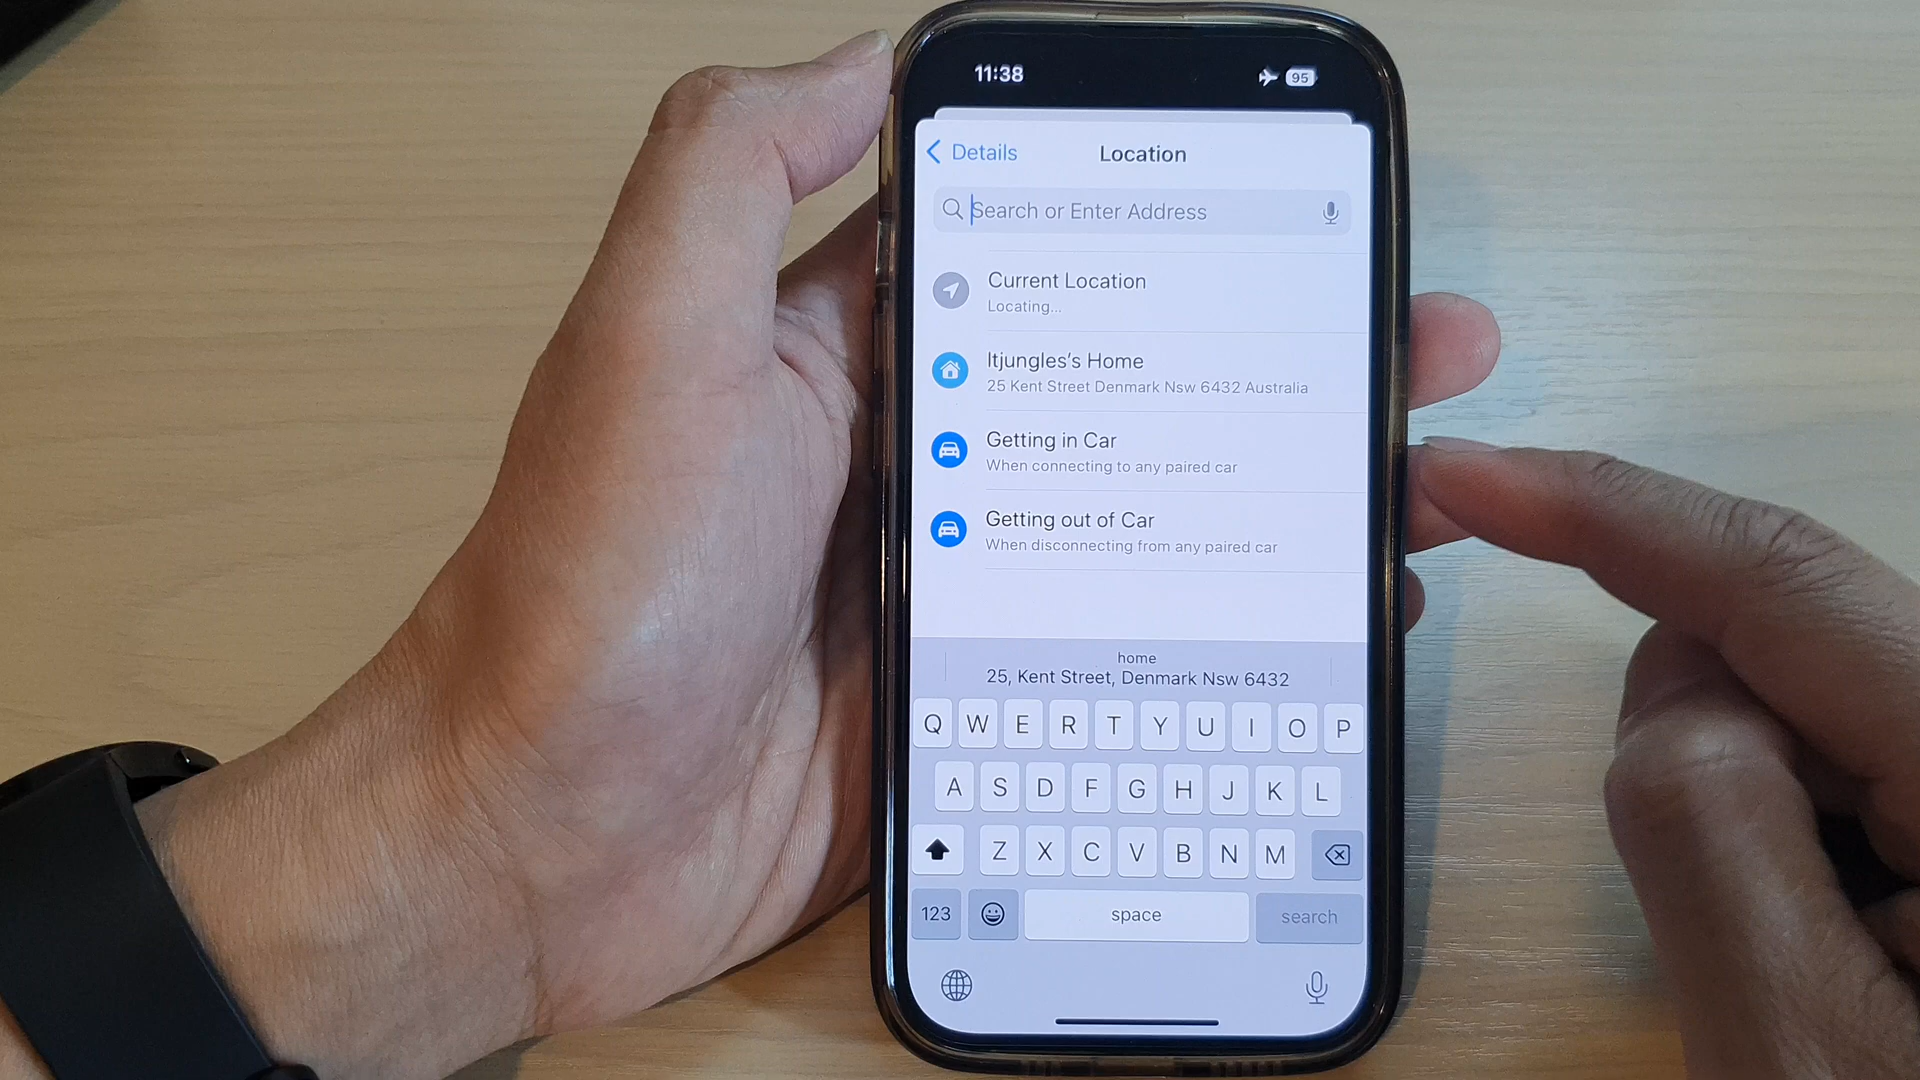 11:38
95
Details
Location
Search or Enter Address
Current Location
Locating...
Itjungles's Home
25 Kent Street Denmark Nsw 6432 Australia
Getting in Car
When connecting to any paired car
Getting out of Car
When disconnecting from any paired car
home
25, Kent Street, Denmark Nsw 6432
Q W E R T Y U I O P
A S D F G H J K L
Z X C V B N M
123 space search